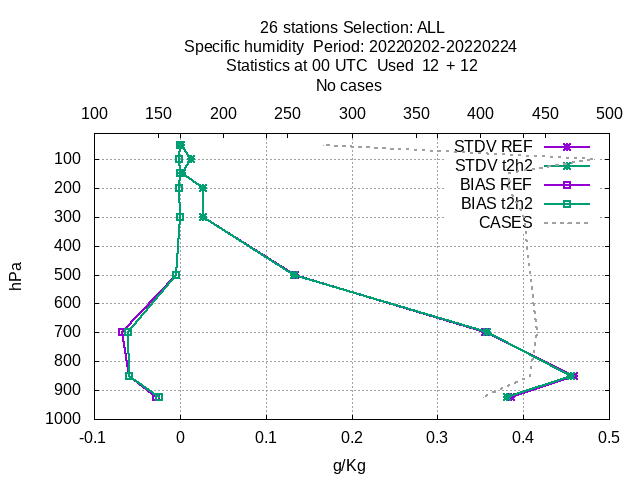 26 stations Selection: ALL
Specific humidity  Period: 20220202-20220224
Statistics at 00 UTC  Used  12  + 12
No cases
100 150 200 250 300 350 400 450 500
STDV REF
STDV t2h2
BIAS REF
BIAS t2h2
CASES
hPa
100
200
300
400
500
600
700
800
900
1000
-0.1 0 0.1 0.2 0.3 0.4 0.5
g/Kg